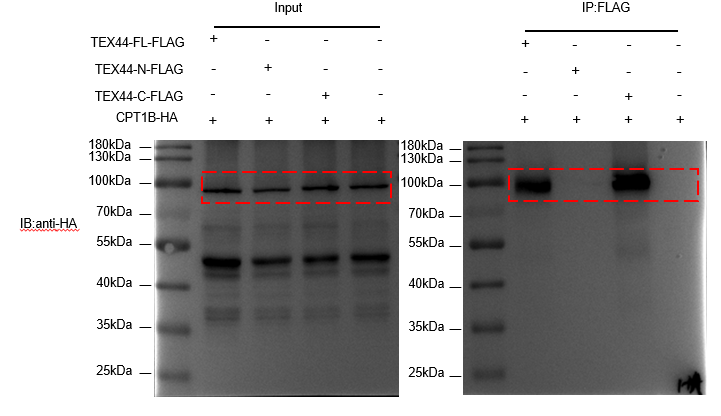 Input IP:FLAG
TEX44-FL-FLAG + - - - + - - -
TEX44-N-FLAG - + - - - + - -
TEX44-C-FLAG - - + - - - + -
CPT1B-HA + + + + + + + +
180kDa 180kDa
130kDa 130kDa
100kDa 100kDa
70kDa 70kDa
IB:anti-HA
55kDa 55kDa
40kDa 40kDa
35kDa 35kDa
25kDa 25kDa
HA